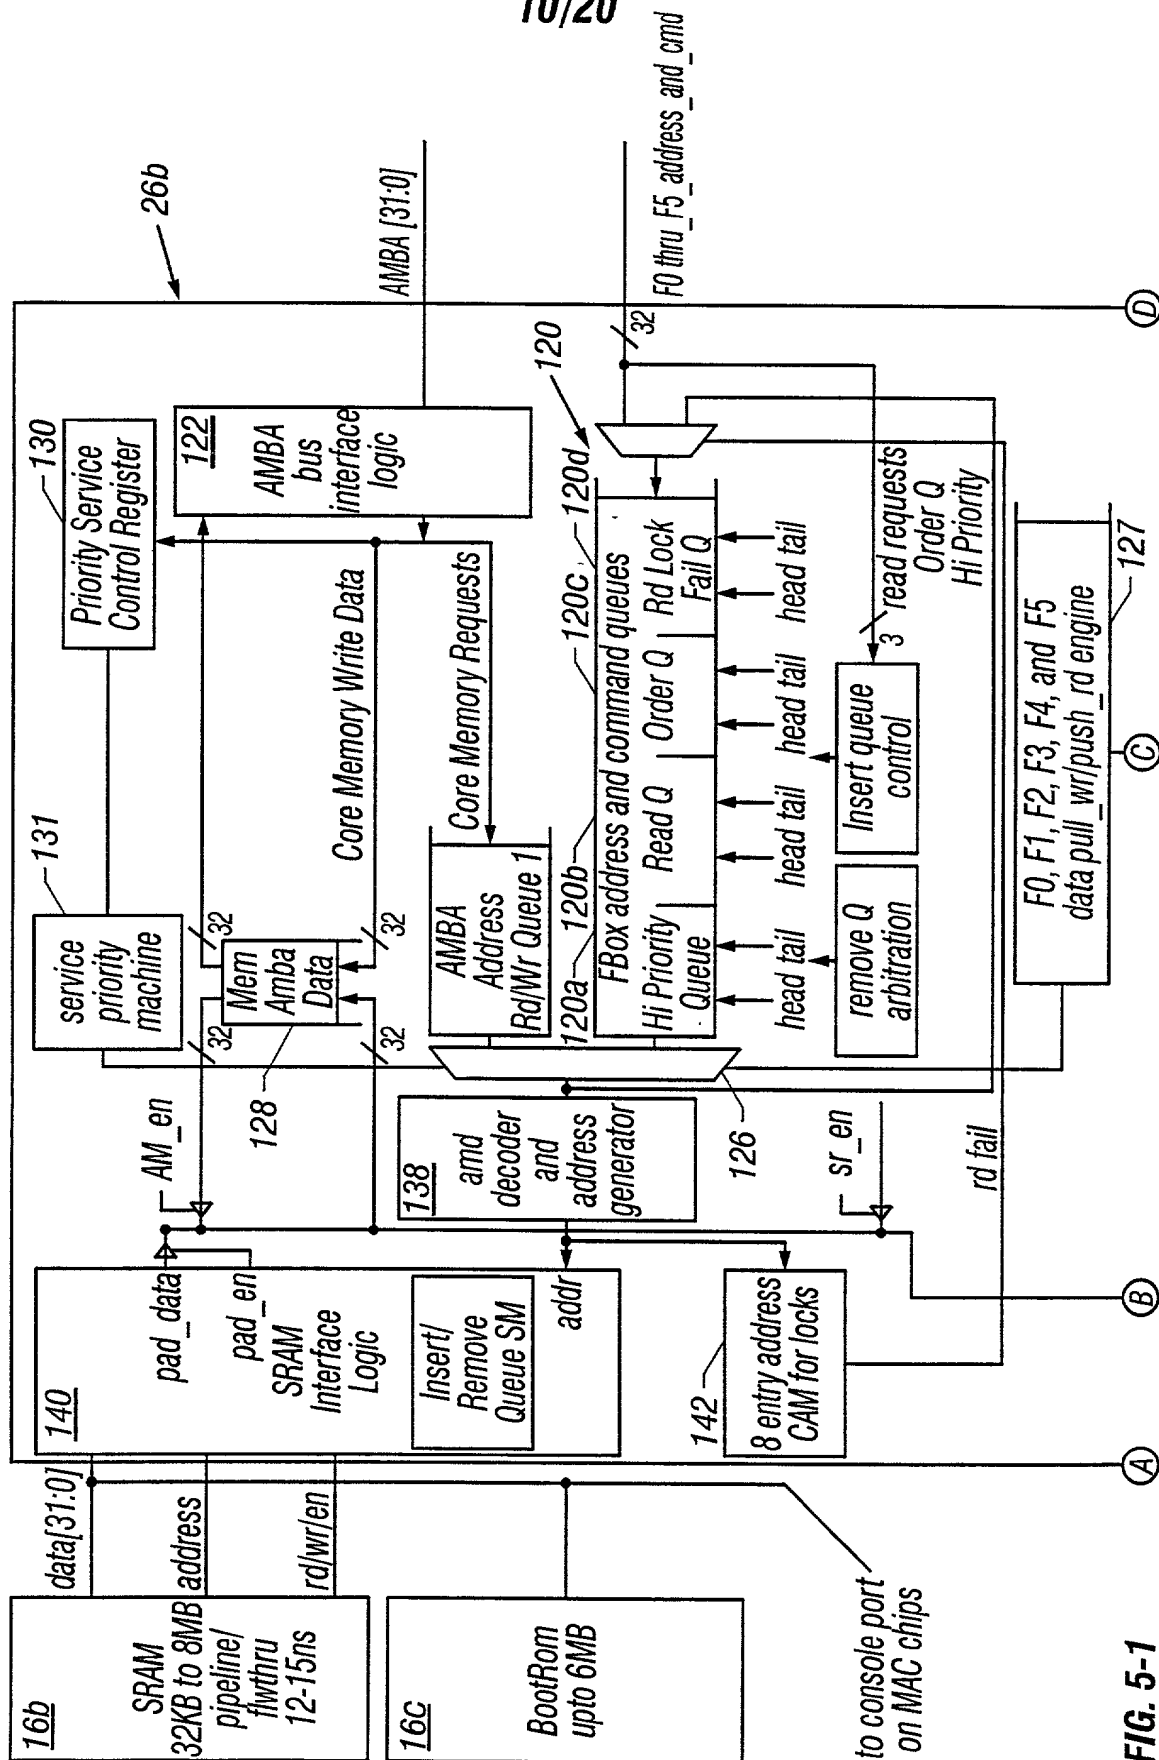 10/20
16b
SRAM
32KB to 8MB
pipeline/
flwthru
12-15ns
16c
BootRom
upto 6MB
to console port
on MAC chips
data[31:0]
address
rd/wr/en
140
pad_data
pad_en
SRAM
Interface
Logic
Insert/
Remove
Queue SM
addr
142
8 entry address
CAM for locks
AM_en
128
Mem
Amba
Data
32
32
32
32
131
service
priority
machine
130
Priority Service
Control Register
122
AMBA
bus
interface
logic
26b
AMBA [31:0]
Core Memory Write Data
Core Memory Requests
AMBA
Address
Rd/Wr Queue 1
138
amd
decoder
and
address
generator
126
sr_en
rd fail
120a
120b
120c
120d
120
FBox address and command queues
Hi Priority
Queue
Read Q
Order Q
Rd Lock
Fail Q
head tail
head tail
head tail
head tail
remove Q
arbitration
Insert queue
control
3
read requests
Order Q
Hi Priority
32
F0 thru_F5_address_and_cmd
F0, F1, F2, F3, F4, and F5
data pull_wr/push_rd engine
127
A
B
C
D
FIG. 5-1